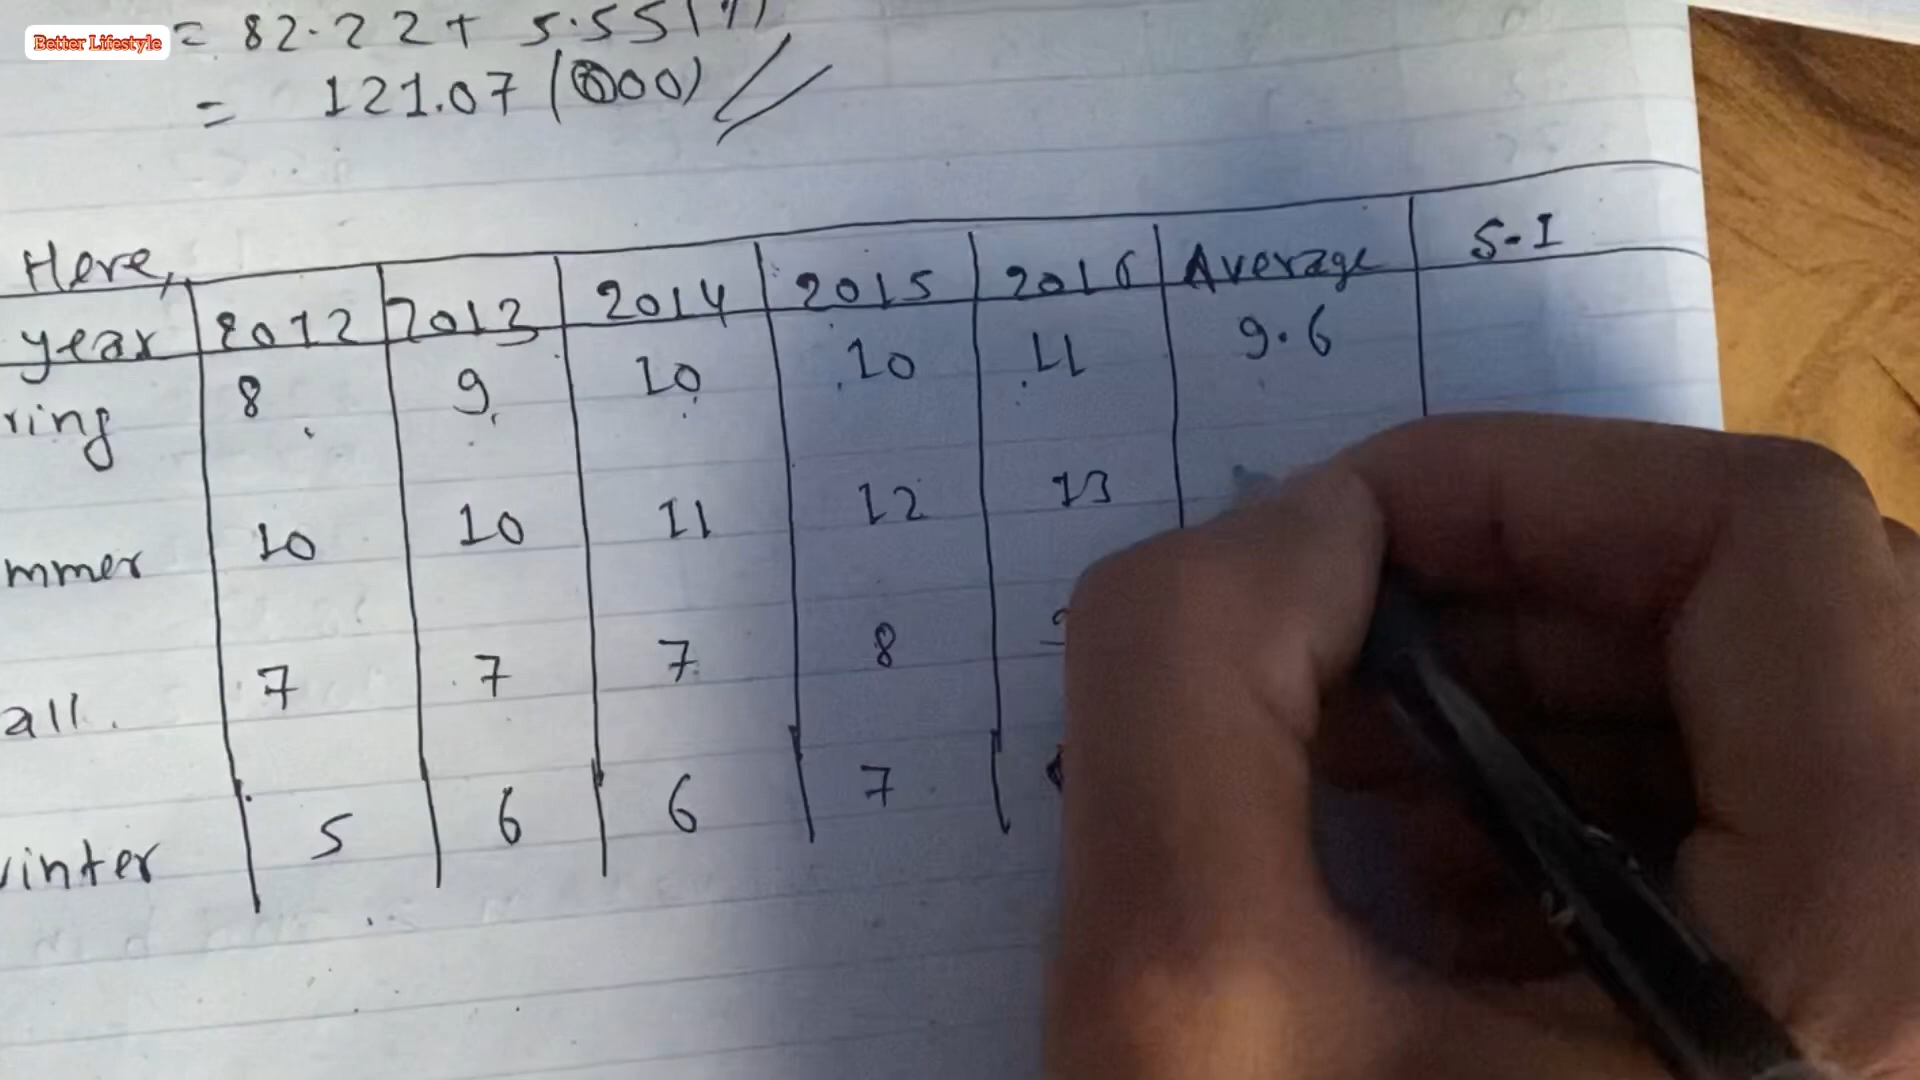 Better Lifestyle
= 82.22 + 5.55(7)
= 121.07 (000)
Here,
year 2012 2013 2014 2015 2016 Average S.I
ring 8 9 10 10 11 9.6
mmer 10 10 11 12 13
all. 7 7 7 8
inter 5 6 6 7